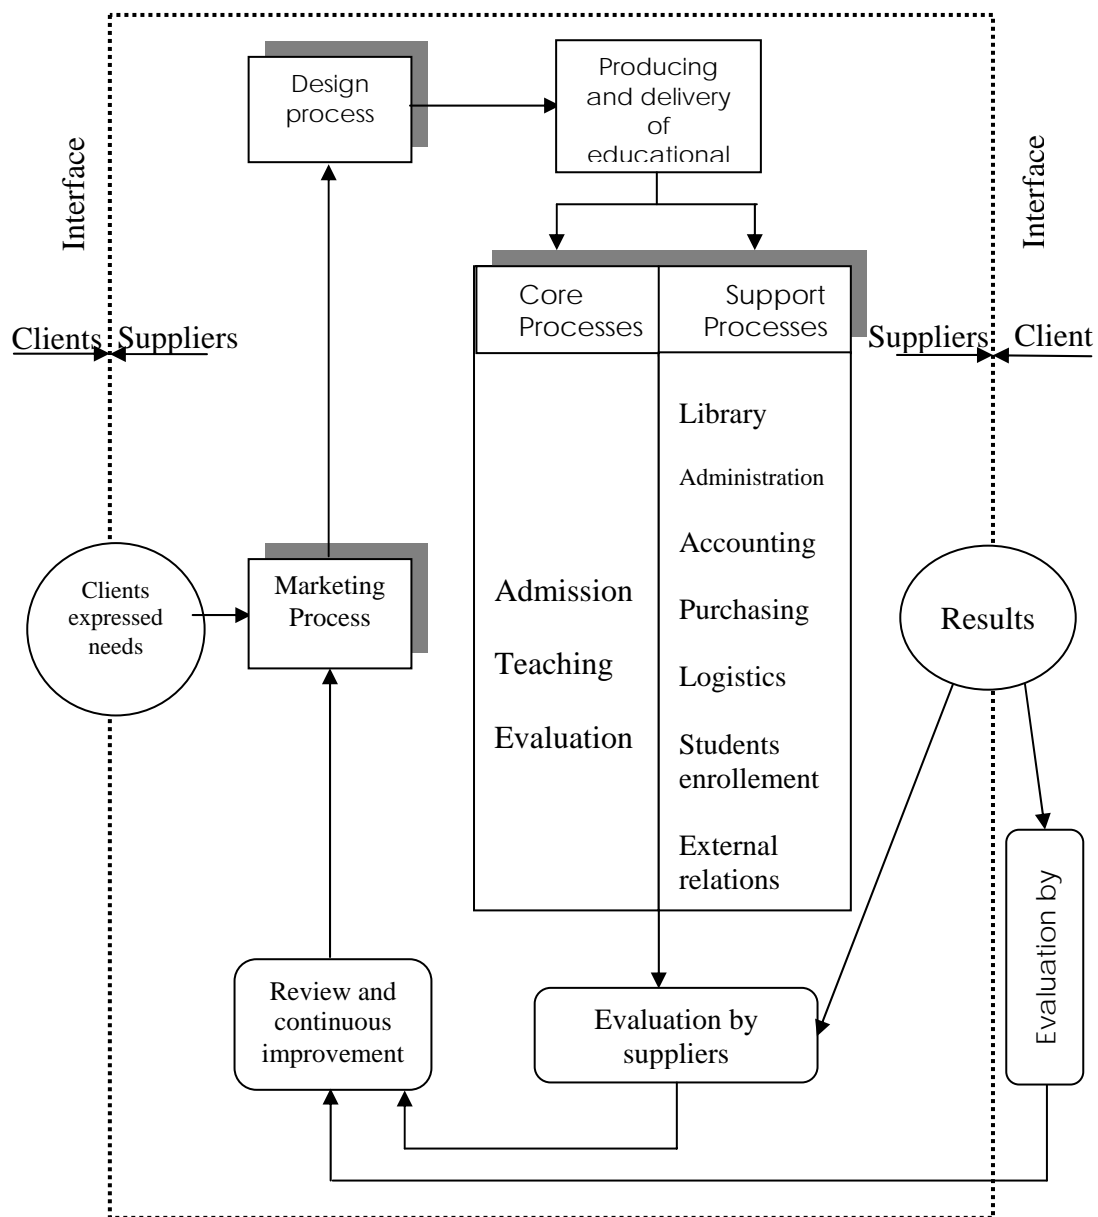 Design
process
Producing
and delivery
of
educational
Interface
Interface
Core
Processes
Support
Processes
Clients
Suppliers
Suppliers
Client
Library
Administration
Accounting
Purchasing
Logistics
Students
enrollement
External
relations
Admission
Teaching
Evaluation
Clients
expressed
needs
Marketing
Process
Results
Evaluation by
Review and
continuous
improvement
Evaluation by
suppliers